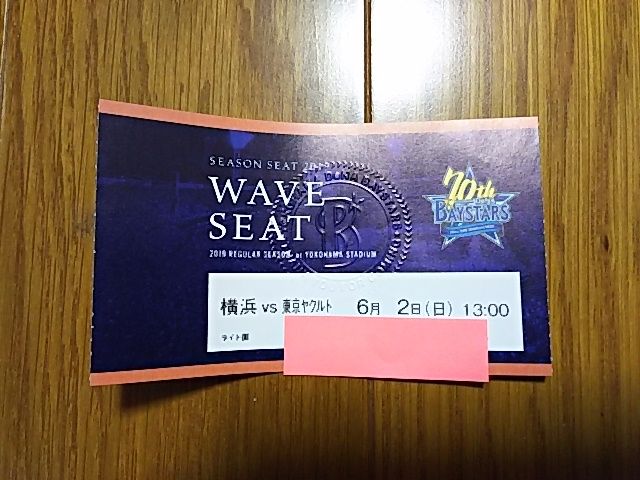 SEASON SEAT 2019
WAVE
SEAT
2019 REGULAR SEASON at YOKOHAMA STADIUM
70th
BAYSTARS
横浜 vs 東京ヤクルト 6月 2日(日) 13:00
ライト側